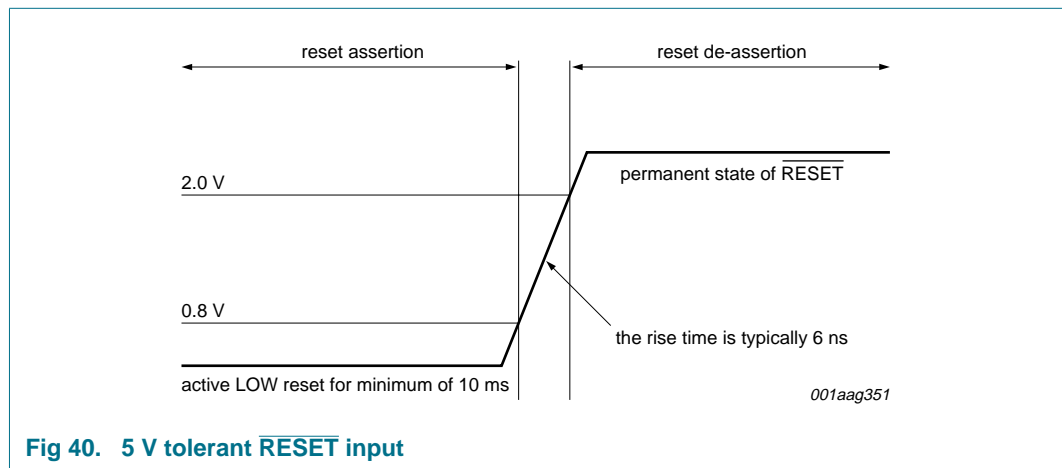 reset assertion
reset de-assertion
permanent state of RESET
2.0 V
0.8 V
the rise time is typically 6 ns
active LOW reset for minimum of 10 ms
001aag351
Fig 40. 5 V tolerant RESET input